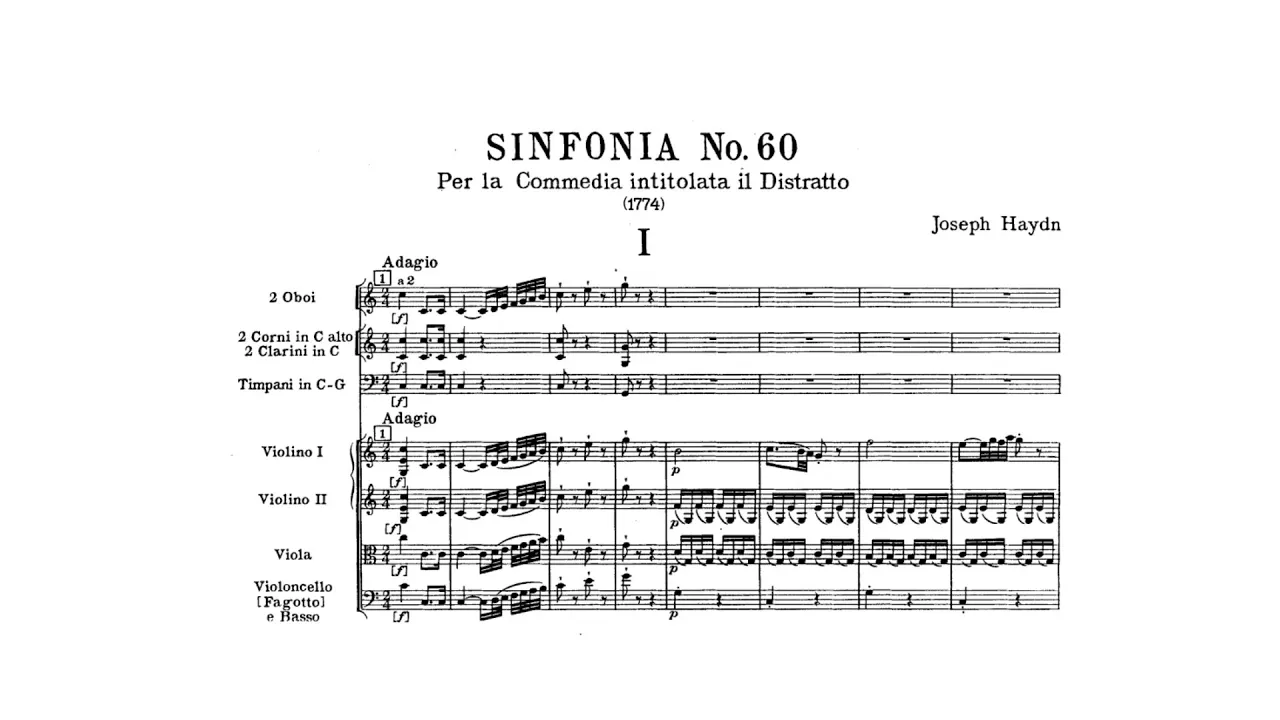 SINFONIA No. 60
Per la Commedia intitolata il Distratto
(1774)
Joseph Haydn
I
Adagio
1 a 2
2 Oboi
[f]
2 Corni in C alto
2 Clarini in C
[f]
Timpani in C-G
[f]
Adagio
1
Violino I
[f] p
Violino II
[f] p
Viola
[f] p
Violoncello
[Fagotto]
e Basso
[f] p